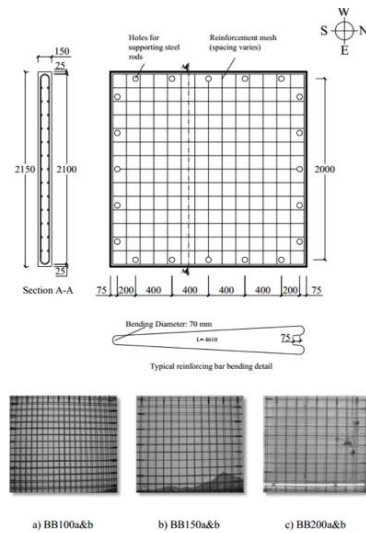 W
S N
E
150
Holes for
supporting steel
rods
Reinforcement mesh
(spacing varies)
25
A
2150
2100
2000
25
A
Section A-A
75 200 400 400 400 400 200 75
Bending Diameter: 70 mm
L= 4610
75
Typical reinforcing bar bending detail
a) BB100a&b
b) BB150a&b
c) BB200a&b